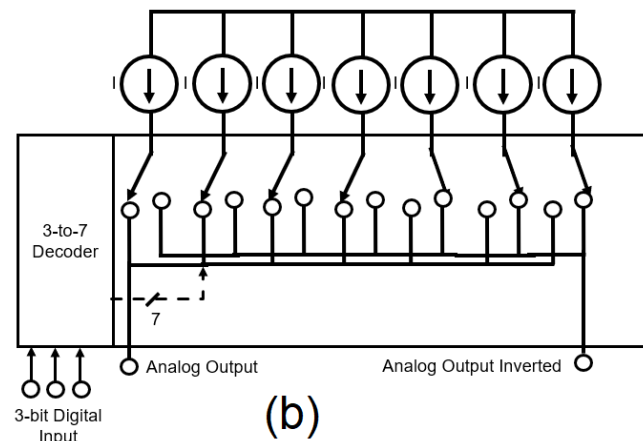 I I I I I I I
3-to-7
Decoder
7
Analog Output
Analog Output Inverted
3-bit Digital
Input
(b)